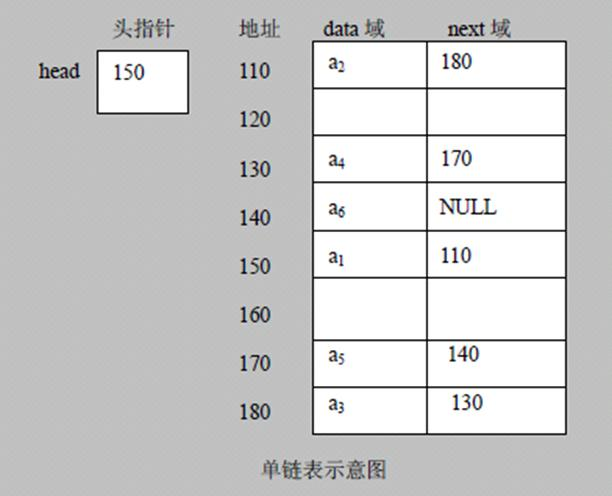 头指针 地址 data 域 next 域
head 150 110 a₂ 180
120
130 a₄ 170
140 a₆ NULL
150 a₁ 110
160
170 a₅ 140
180 a₃ 130
单链表示意图